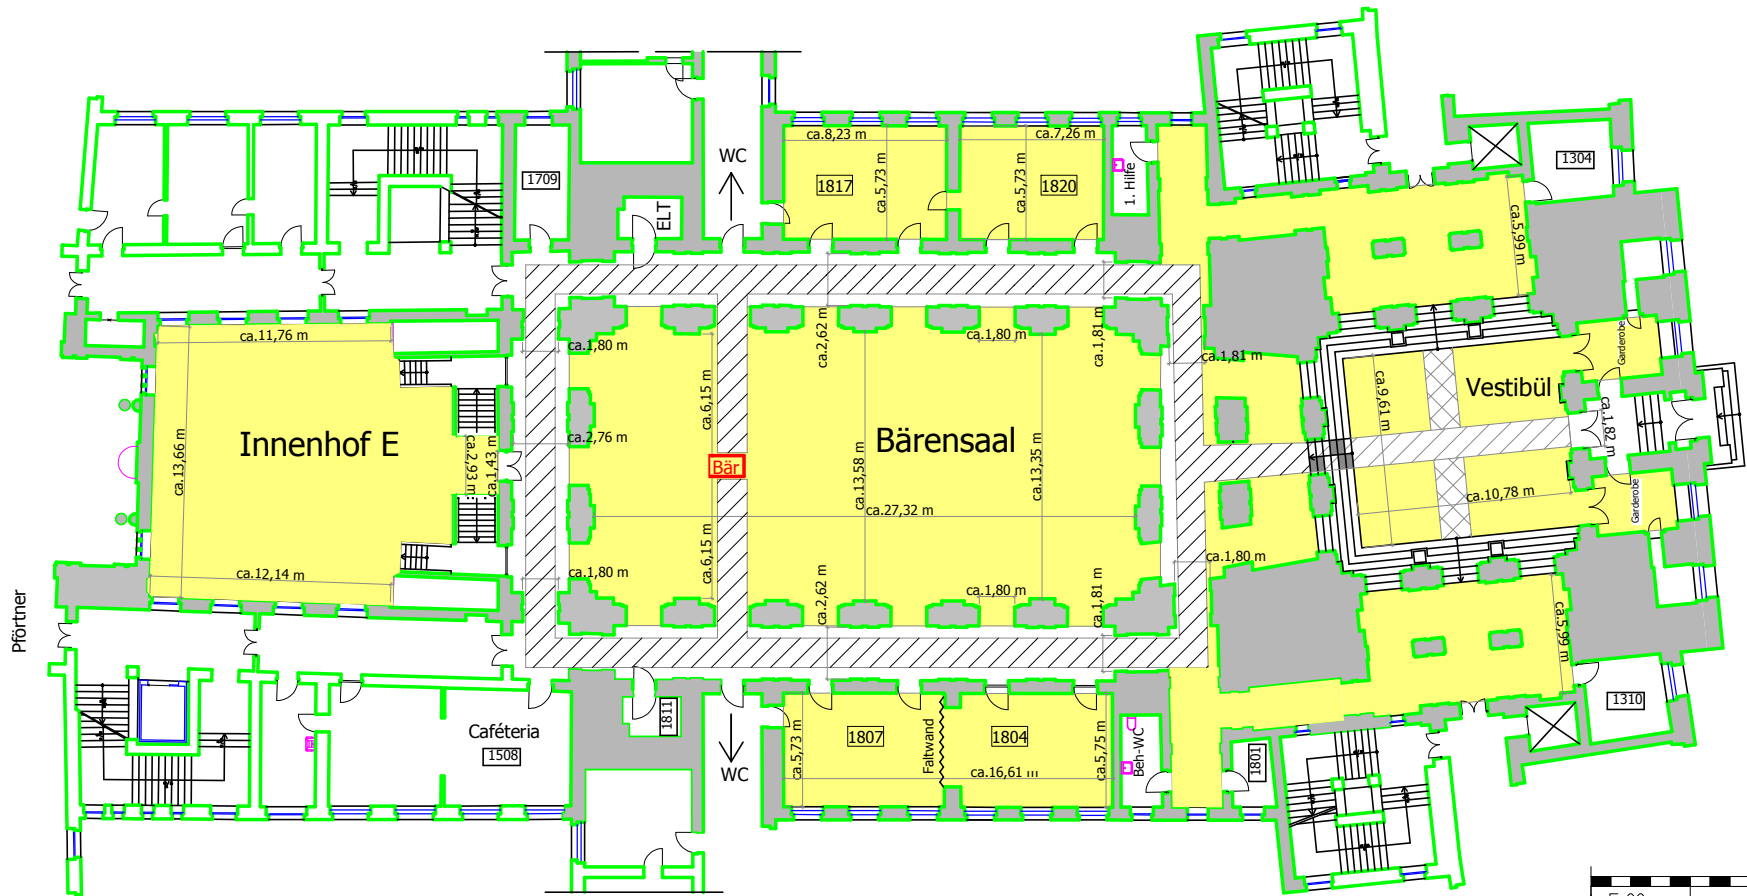 WC
ca.8,23 m
ca.7,26 m
1304
1709
1817
ca.5,73 m
ca.5,73 m
1820
1. Hilfe
ELT
ca.5,99 m
ca.11,76 m
ca.1,80 m
ca.2,62 m
ca.1,80 m
ca.1,81 m
ca.1,81 m
Garderobe
ca.6,15 m
ca.9,61 m
Vestibül
ca.1,82 m
Innenhof E
ca.13,66 m
ca.2,93 m
ca.1,43 m
ca.2,76 m
Bär
Bärensaal
ca.13,58 m
ca.13,35 m
ca.27,32 m
ca.10,78 m
Garderobe
ca.12,14 m
ca.1,80 m
ca.6,15 m
ca.2,62 m
ca.1,80 m
ca.1,81 m
ca.1,80 m
ca.5,99 m
Pförtner
Caféteria
1508
1811
WC
ca.5,73 m
1807
Faltwand
1804
ca.16,61 m
ca.5,75 m
Beh-WC
1801
1310